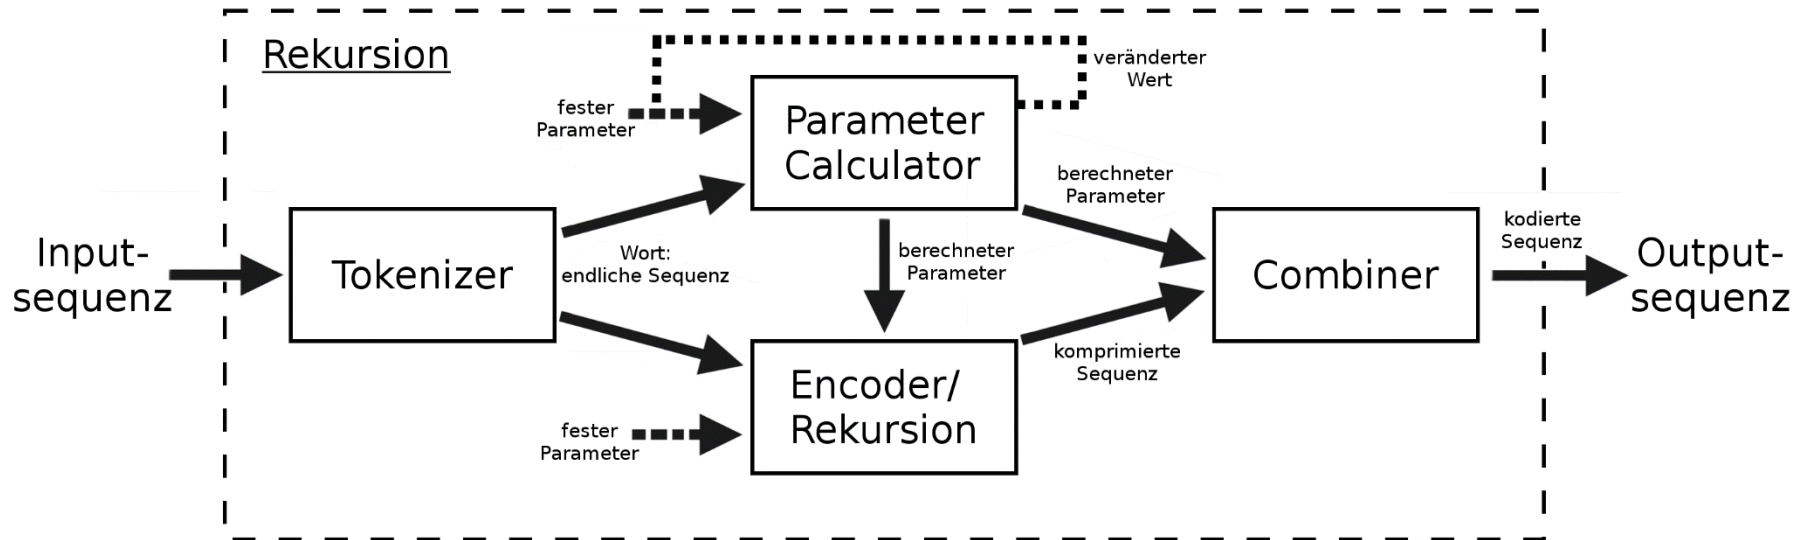 Rekursion
veränderter
Wert
fester
Parameter
Parameter
Calculator
berechneter
Parameter
kodierte
Sequenz
Input-
sequenz
Tokenizer
Wort:
endliche Sequenz
berechneter
Parameter
Combiner
Output-
sequenz
komprimierte
Sequenz
Encoder/
Rekursion
fester
Parameter